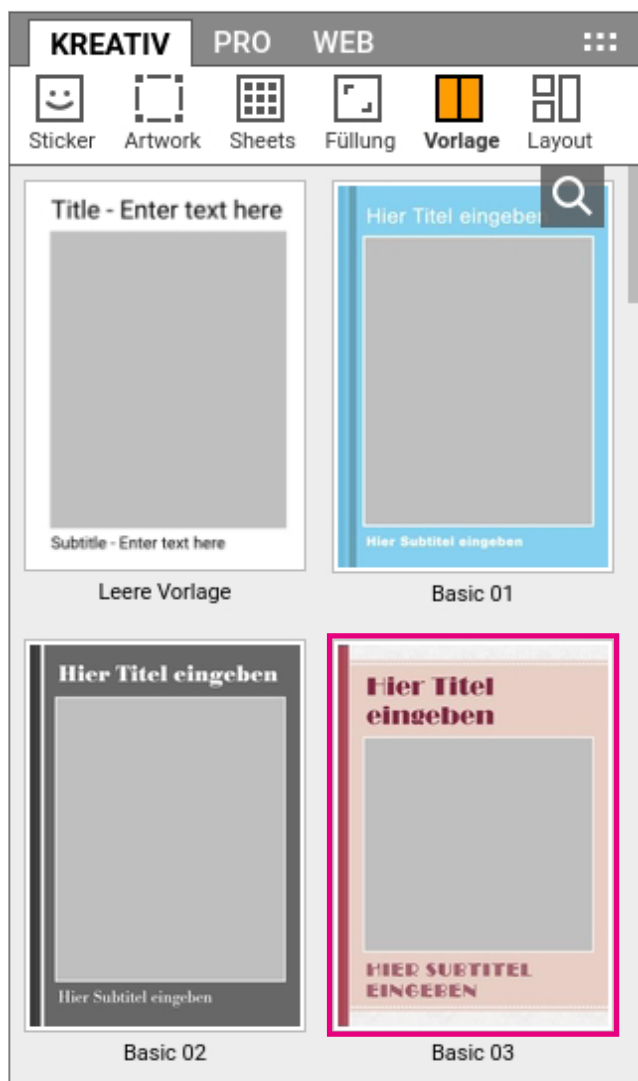 KREATIV PRO WEB
Sticker Artwork Sheets Füllung Vorlage Layout
Title - Enter text here
Subtitle - Enter text here
Leere Vorlage
Hier Titel eingeben
Hier Subtitel eingeben
Basic 01
Hier Titel eingeben
Hier Subtitel eingeben
Basic 02
Hier Titel
eingeben
HIER SUBTITEL
EINGEBEN
Basic 03